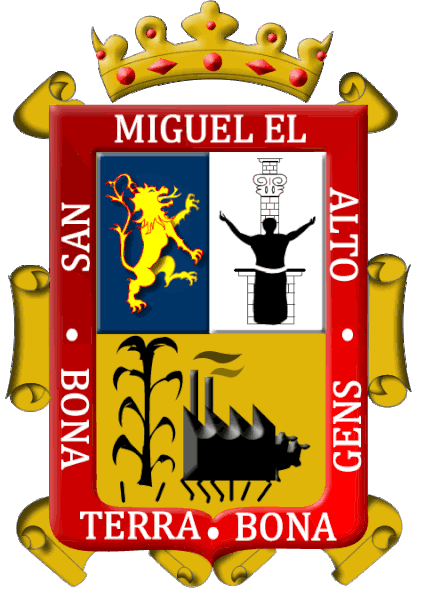 SAN
MIGUEL EL
ALTO
·
GENS
BONA
·
TERRA
·
BONA